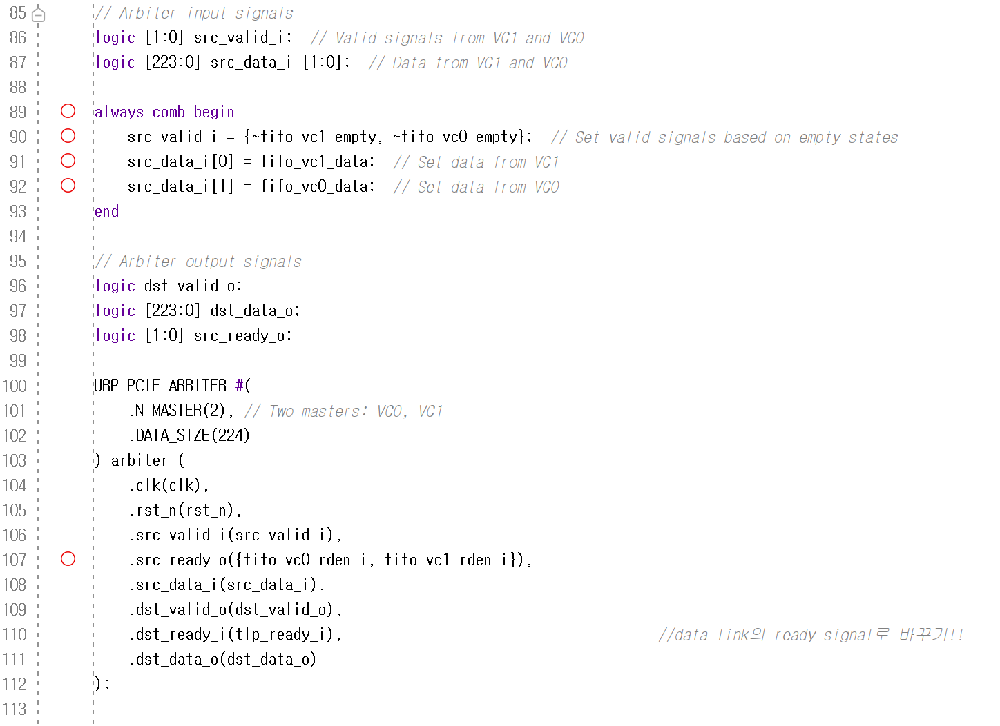 85 // Arbiter input signals
86 logic [1:0] src_valid_i;  // Valid signals from VC1 and VC0
87 logic [223:0] src_data_i [1:0];  // Data from VC1 and VC0
88
89 always_comb begin
90     src_valid_i = {~fifo_vc1_empty, ~fifo_vc0_empty};  // Set valid signals based on empty states
91     src_data_i[0] = fifo_vc1_data;  // Set data from VC1
92     src_data_i[1] = fifo_vc0_data;  // Set data from VC0
93 end
94
95 // Arbiter output signals
96 logic dst_valid_o;
97 logic [223:0] dst_data_o;
98 logic [1:0] src_ready_o;
99
100 URP_PCIE_ARBITER #(
101     .N_MASTER(2), // Two masters: VC0, VC1
102     .DATA_SIZE(224)
103 ) arbiter (
104     .clk(clk),
105     .rst_n(rst_n),
106     .src_valid_i(src_valid_i),
107     .src_ready_o({fifo_vc0_rden_i, fifo_vc1_rden_i}),
108     .src_data_i(src_data_i),
109     .dst_valid_o(dst_valid_o),
110     .dst_ready_i(tlp_ready_i),                                       //data link의 ready signal로 바꾸기!!
111     .dst_data_o(dst_data_o)
112 );
113